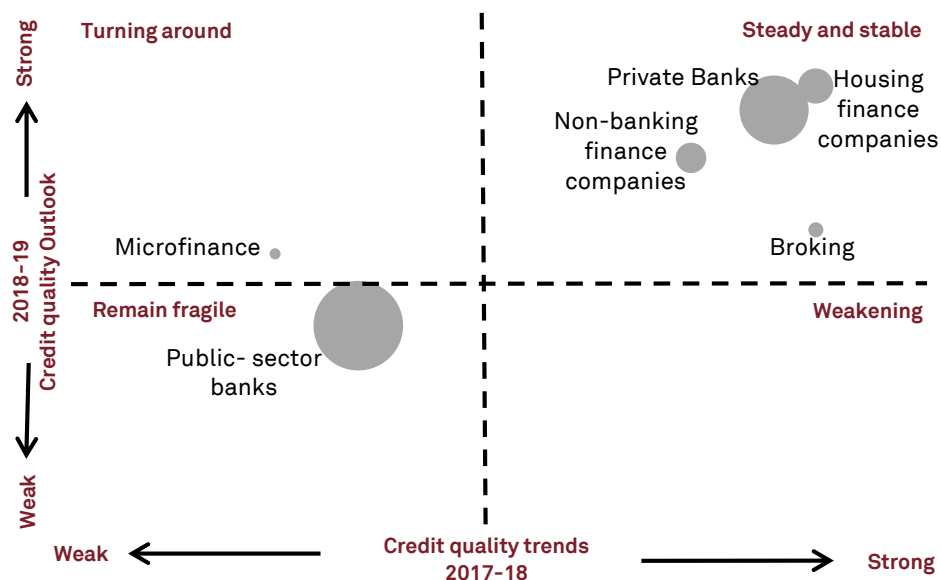 Turning around
Steady and stable
Strong
Private Banks
Housing
finance
companies
Non-banking
finance
companies
Microfinance
Broking
2018-19
Credit quality Outlook
Remain fragile
Weakening
Public- sector
banks
Weak
Weak
Credit quality trends
2017-18
Strong